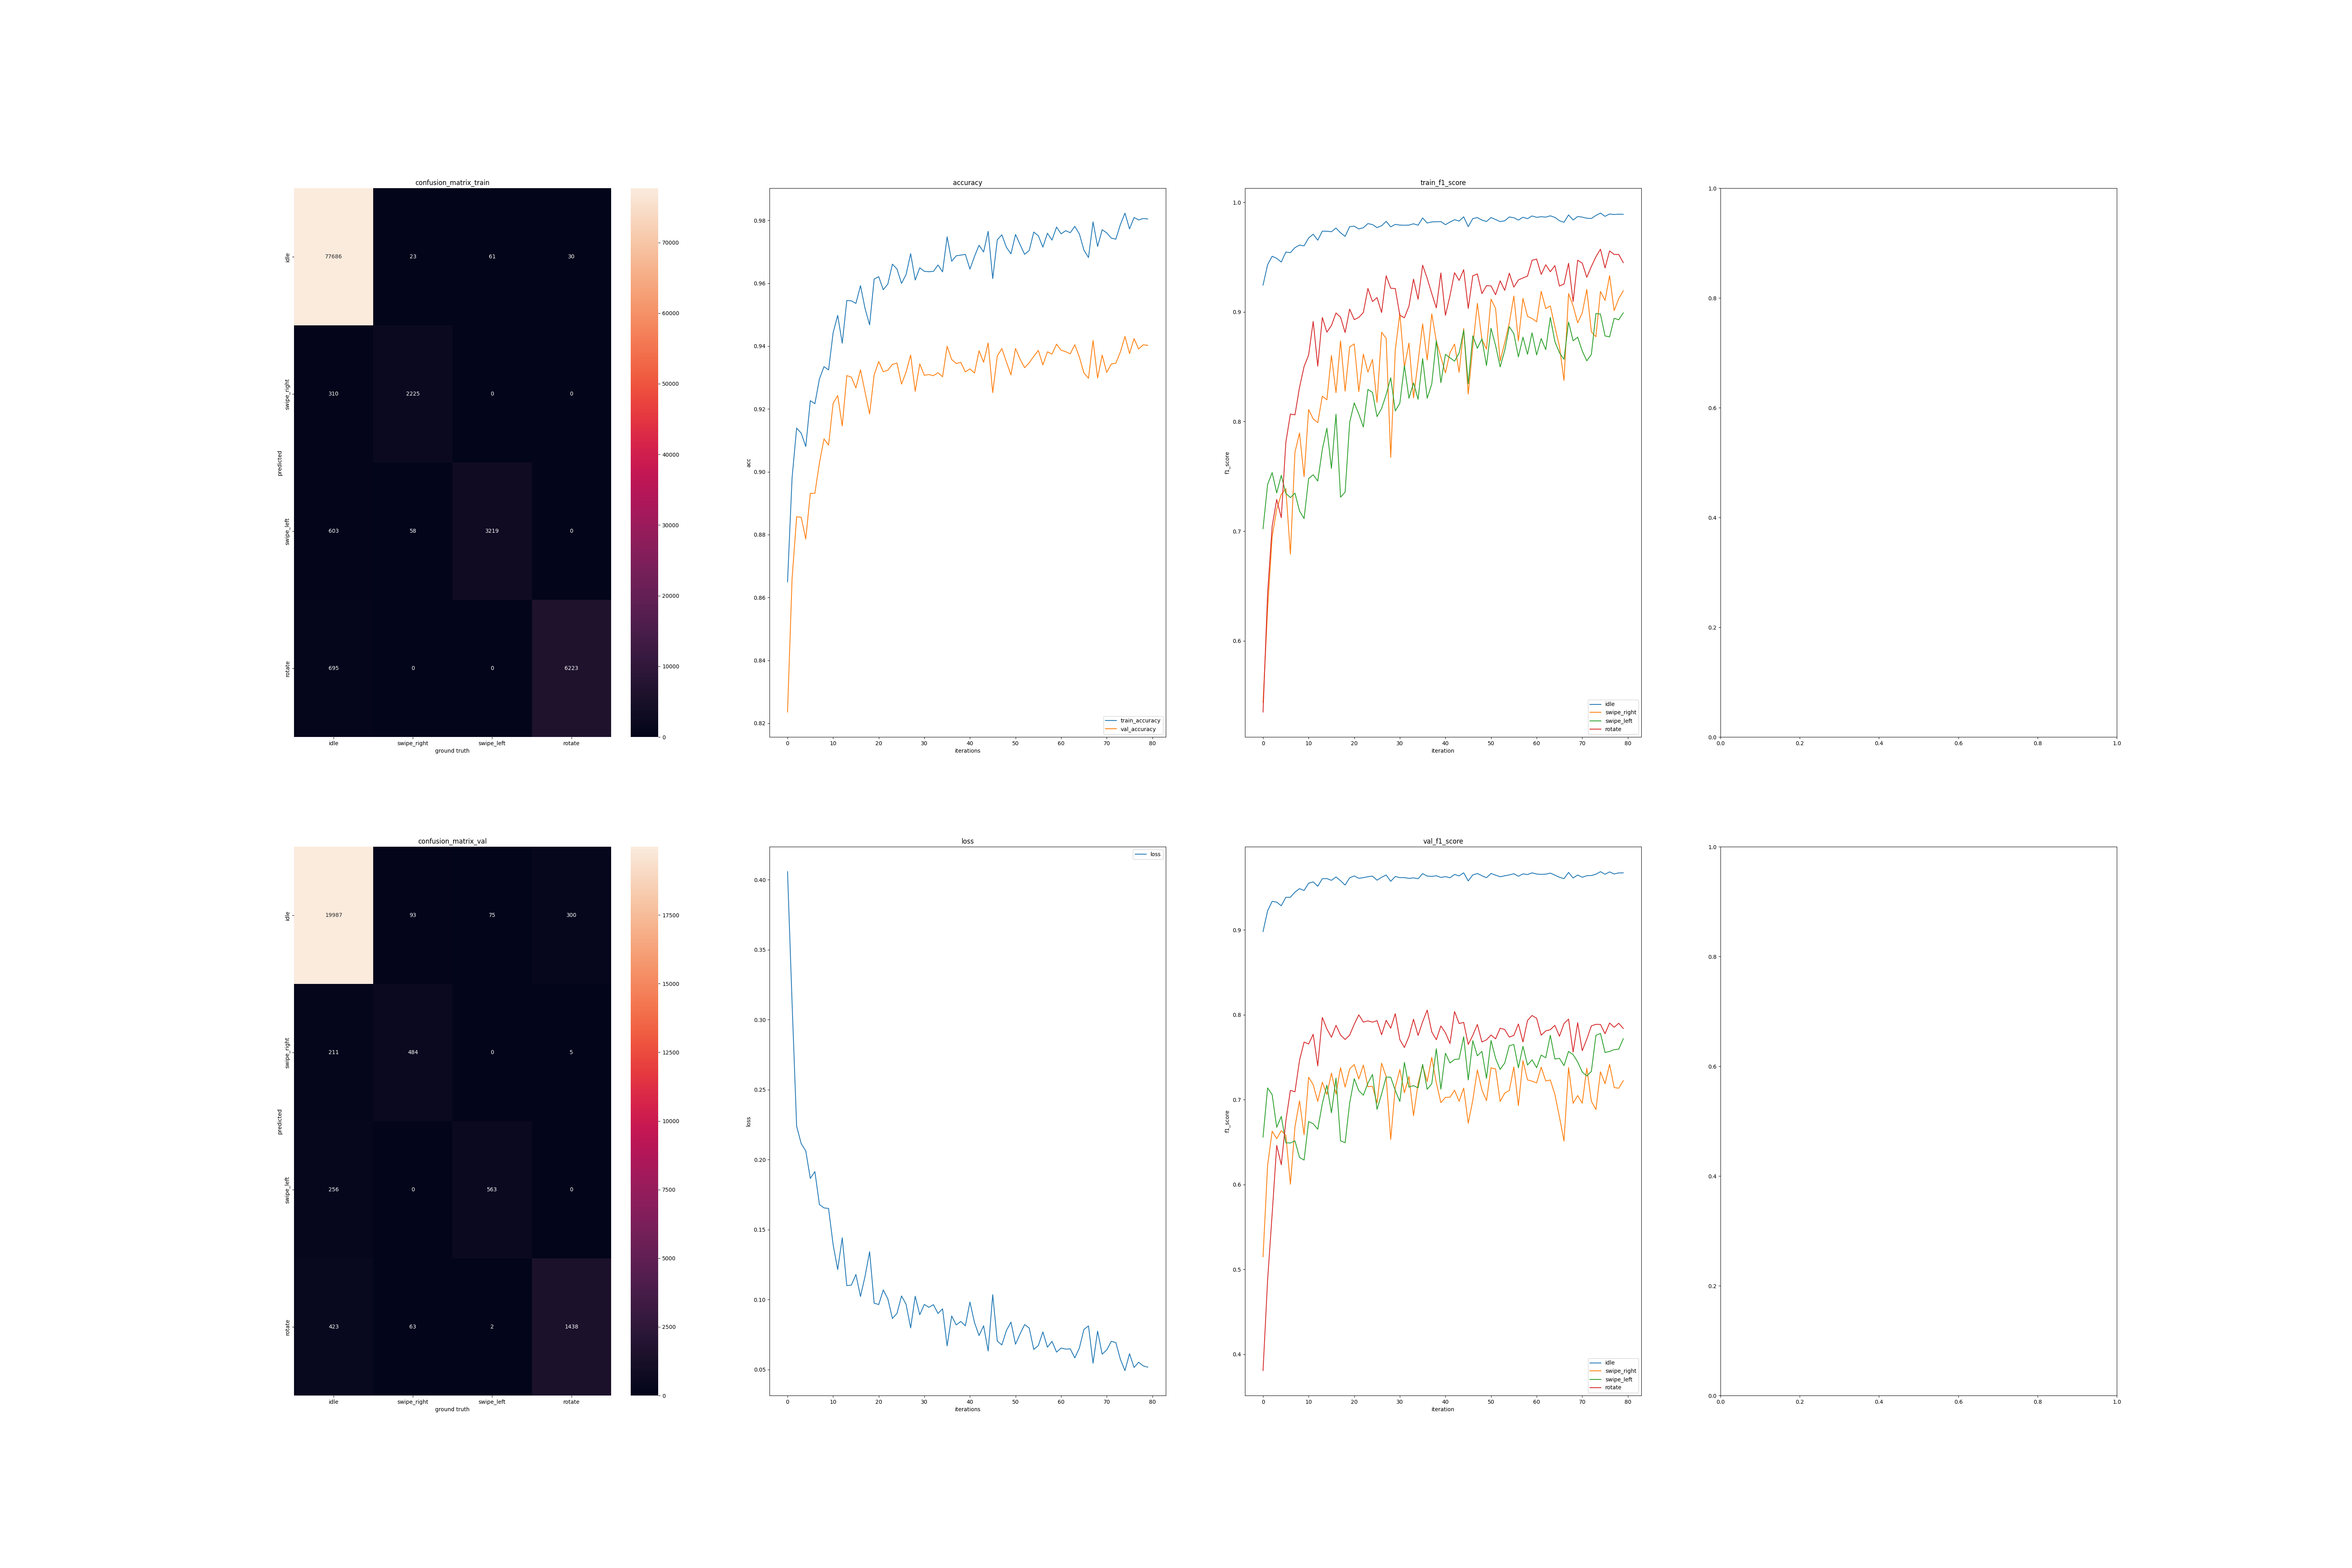 confusion_matrix_train
idle
swipe_right
swipe_left
rotate
predicted
77686 23 61 30
310 2225 0 0
603 58 3219 0
695 0 0 6223
idle swipe_right swipe_left rotate
ground truth
70000
60000
50000
40000
30000
20000
10000
0
accuracy
acc
0.98
0.96
0.94
0.92
0.90
0.88
0.86
0.84
0.82
train_accuracy
val_accuracy
0 10 20 30 40 50 60 70 80
iterations
train_f1_score
f1_score
1.0
0.9
0.8
0.7
0.6
idle
swipe_right
swipe_left
rotate
0 10 20 30 40 50 60 70 80
iteration
1.0
0.8
0.6
0.4
0.2
0.0
0.0 0.2 0.4 0.6 0.8 1.0
confusion_matrix_val
idle
swipe_right
swipe_left
rotate
predicted
19987 93 75 300
211 484 0 5
256 0 563 0
423 63 2 1438
idle swipe_right swipe_left rotate
ground truth
17500
15000
12500
10000
7500
5000
2500
0
loss
loss
0.40
0.35
0.30
0.25
0.20
0.15
0.10
0.05
loss
0 10 20 30 40 50 60 70 80
iterations
val_f1_score
f1_score
0.9
0.8
0.7
0.6
0.5
0.4
idle
swipe_right
swipe_left
rotate
0 10 20 30 40 50 60 70 80
iteration
1.0
0.8
0.6
0.4
0.2
0.0
0.0 0.2 0.4 0.6 0.8 1.0